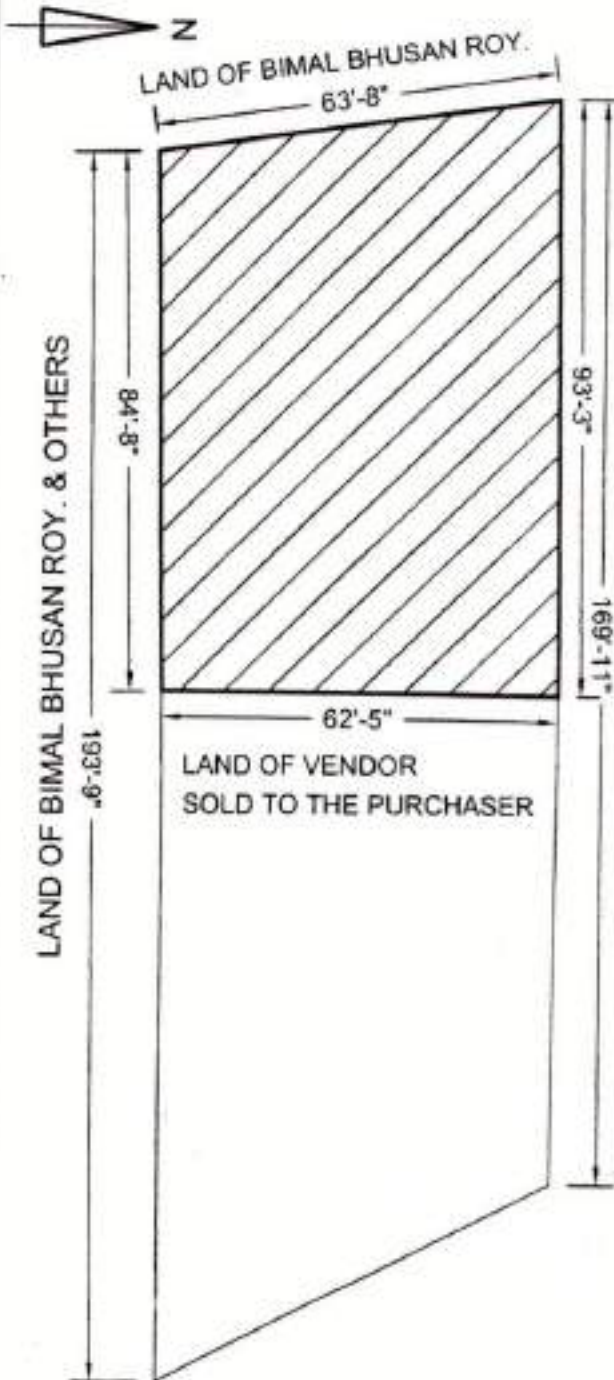 N
LAND OF BIMAL BHUSAN ROY.
63'-8"
84'-8"
93'-3"
LAND OF BIMAL BHUSAN ROY. & OTHERS
193'-9"
169'-11"
62'-5"
LAND OF VENDOR
SOLD TO THE PURCHASER